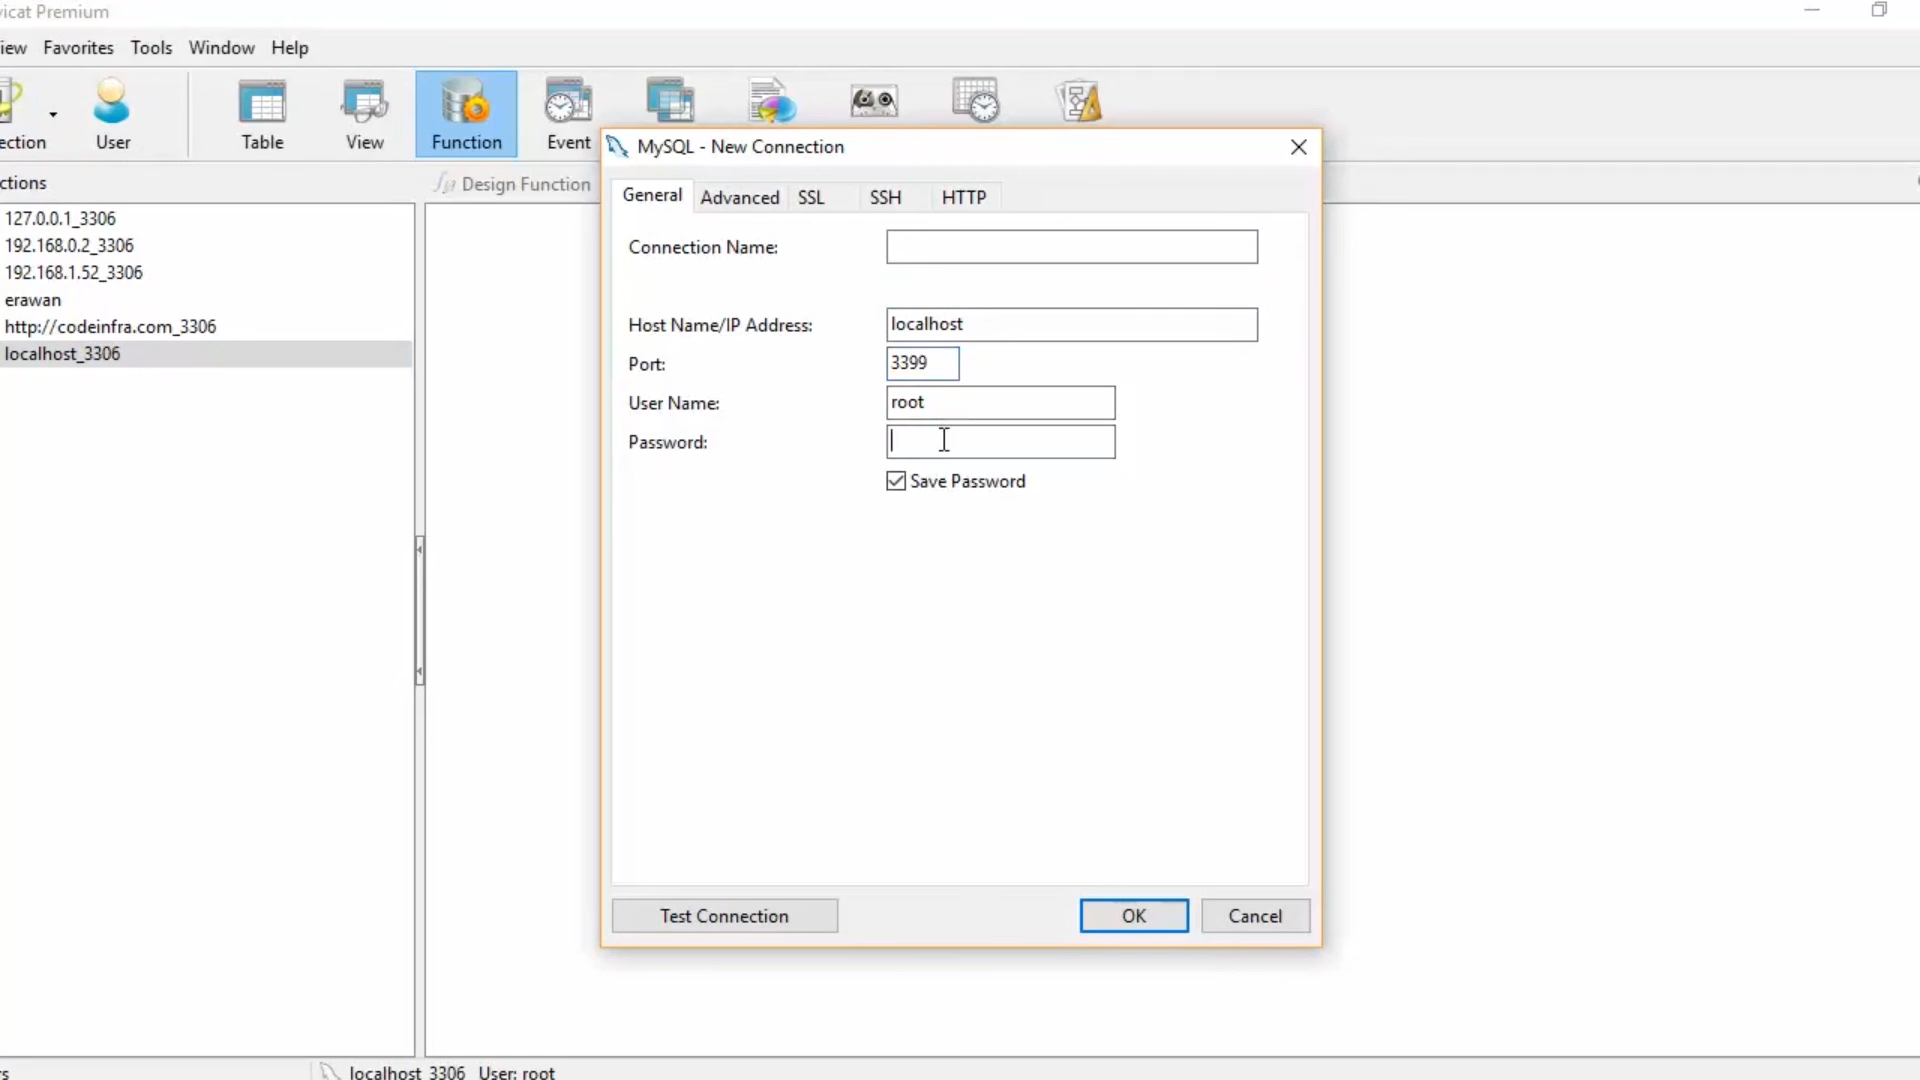 vicat Premium
iew Favorites Tools Window Help
ection User Table View Function Event
ctions
Design Function
127.0.0.1_3306
192.168.0.2_3306
192.168.1.52_3306
erawan
http://codeinfra.com_3306
localhost_3306
MySQL - New Connection
General Advanced SSL SSH HTTP
Connection Name:
Host Name/IP Address: localhost
Port: 3399
User Name: root
Password:
Save Password
Test Connection OK Cancel
rs localhost_3306 User: root